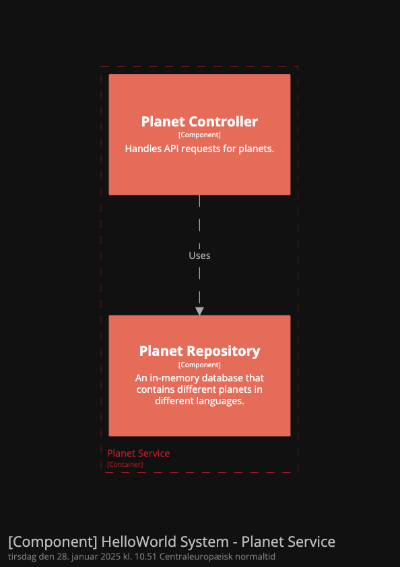 Planet Controller
[Component]
Handles API requests for planets.
Uses
Planet Repository
[Component]
An in-memory database that
contains different planets in
different languages.
Planet Service
[Container]
[Component] HelloWorld System - Planet Service
tirsdag den 28. januar 2025 kl. 10.51 Centraleuropæisk normaltid